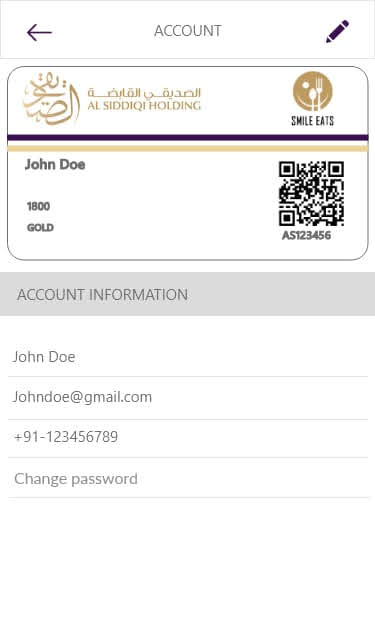 ACCOUNT
الصديقي القابضة
AL SIDDIQI HOLDING
SMILE EATS
John Doe
1800
GOLD
AS123456
ACCOUNT INFORMATION
John Doe
Johndoe@gmail.com
+91-123456789
Change password